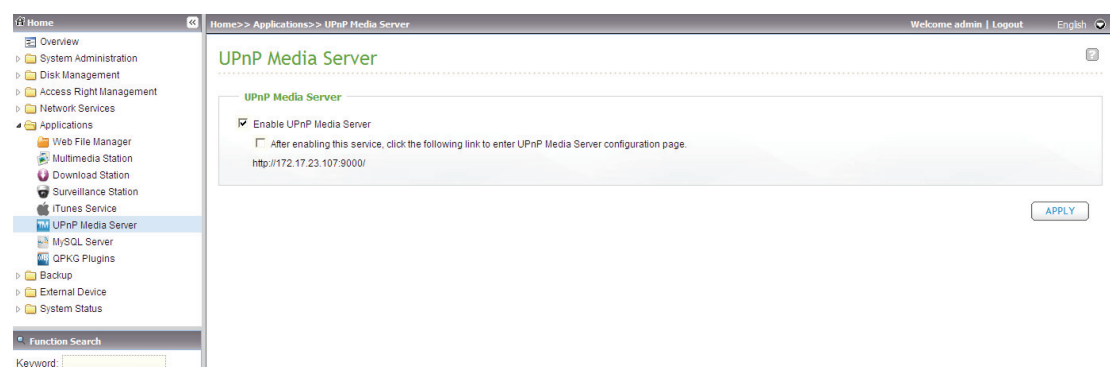 Home
Home>> Applications>> UPnP Media Server
Welcome admin | Logout
English
Overview
System Administration
Disk Management
Access Right Management
Network Services
Applications
Web File Manager
Multimedia Station
Download Station
Surveillance Station
iTunes Service
UPnP Media Server
MySQL Server
QPKG Plugins
Backup
External Device
System Status
Function Search
Keyword:
UPnP Media Server
UPnP Media Server
Enable UPnP Media Server
After enabling this service, click the following link to enter UPnP Media Server configuration page.
http://172.17.23.107:9000/
APPLY